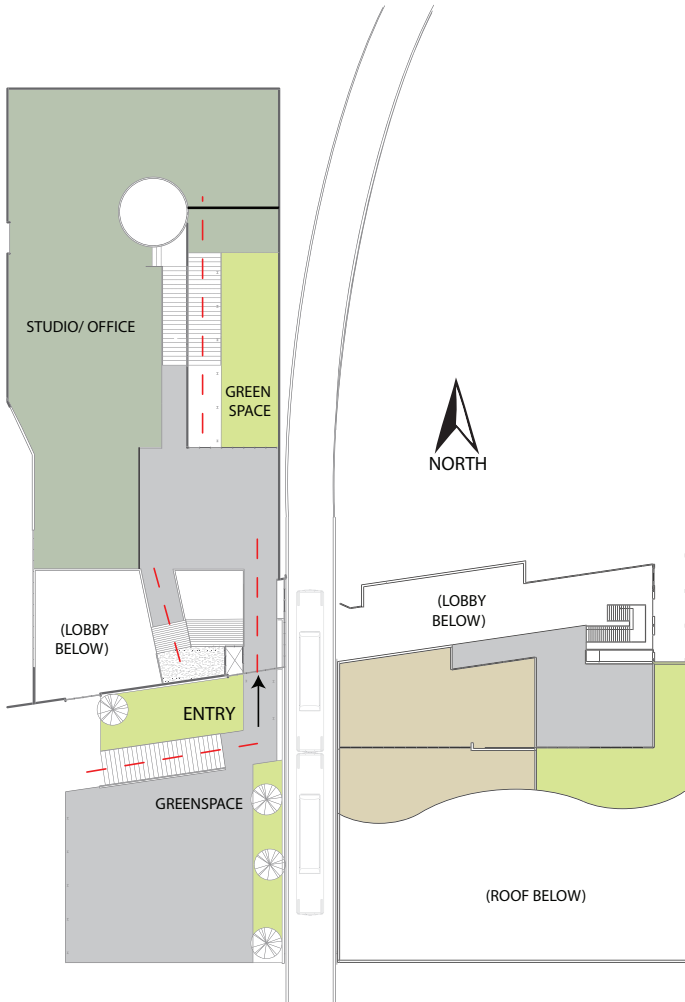 STUDIO/ OFFICE
GREEN
SPACE
NORTH
(LOBBY
BELOW)
(LOBBY
BELOW)
ENTRY
GREENSPACE
(ROOF BELOW)